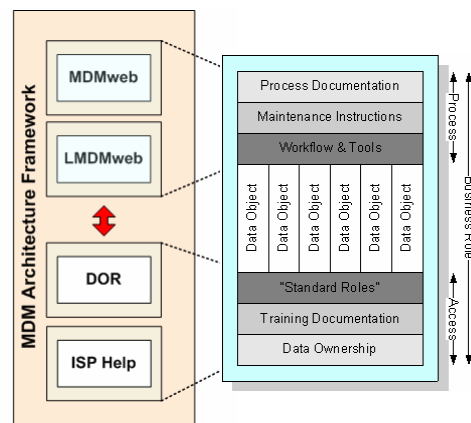 MDM Architecture Framework
MDMweb
LMDMweb
DOR
ISP Help
Process Documentation
Maintenance Instructions
Workflow & Tools
Data Object
Data Object
Data Object
Data Object
Data Object
Data Object
"Standard Roles"
Training Documentation
Data Ownership
Process
Access
Business Role